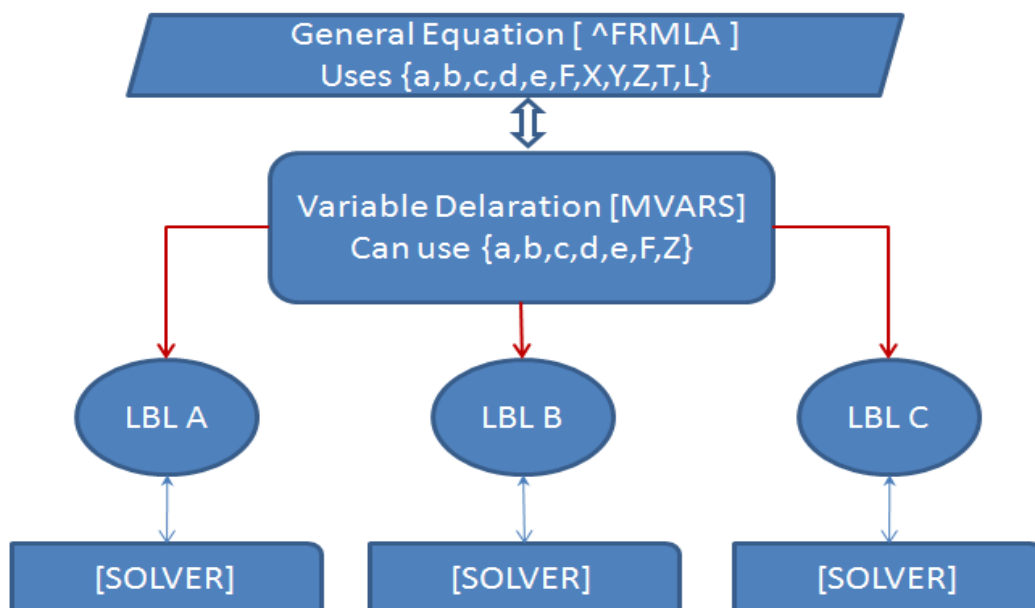 General Equation [ ^FRMLA ]
Uses {a,b,c,d,e,F,X,Y,Z,T,L}
Variable Delaration [MVARS]
Can use {a,b,c,d,e,F,Z}
LBL A
LBL B
LBL C
[SOLVER]
[SOLVER]
[SOLVER]